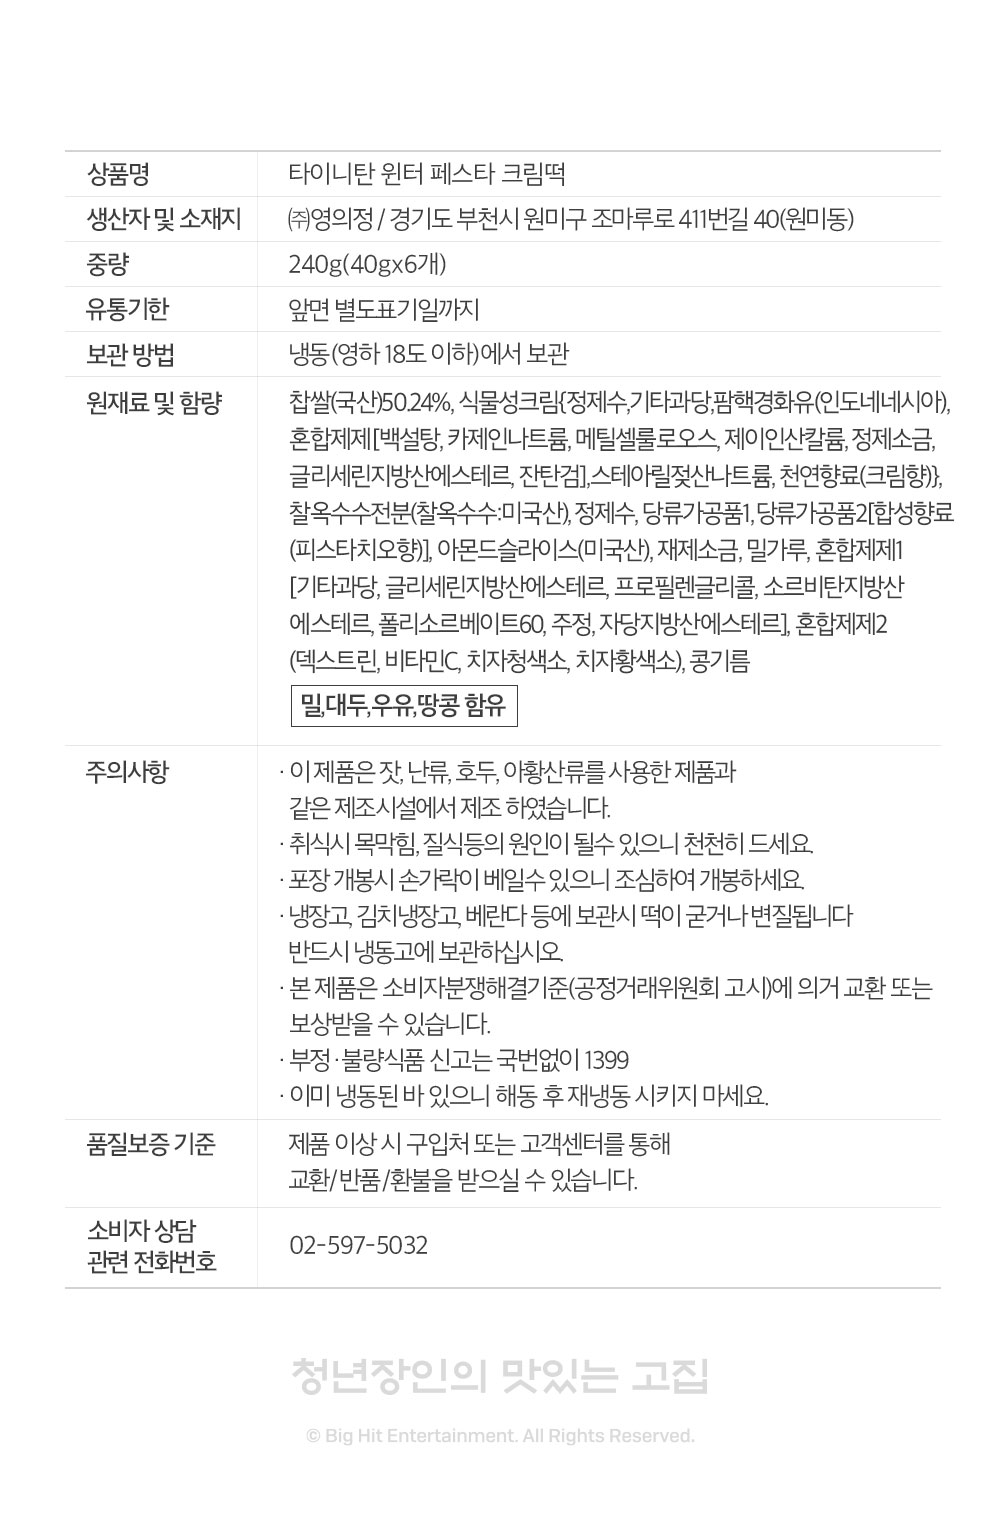 상품명 타이니탄 윈터 페스타 크림떡
생산자 및 소재지 ㈜영의정 / 경기도 부천시 원미구 조마루로 411번길 40(원미동)
중량 240g(40gx6개)
유통기한 앞면 별도표기일까지
보관 방법 냉동(영하 18도 이하)에서 보관
원재료 및 함량 찹쌀(국산)50.24%, 식물성크림{정제수,기타과당,팜핵경화유(인도네네시아),
혼합제제[백설탕, 카제인나트륨, 메틸셀룰로오스, 제이인산칼륨, 정제소금,
글리세린지방산에스테르, 잔탄검],스테아릴젖산나트륨, 천연향료(크림향)},
찰옥수수전분(찰옥수수:미국산), 정제수, 당류가공품1, 당류가공품2[합성향료
(피스타치오향)], 아몬드슬라이스(미국산), 재제소금, 밀가루, 혼합제제1
[기타과당, 글리세린지방산에스테르, 프로필렌글리콜, 소르비탄지방산
에스테르, 폴리소르베이트60, 주정, 자당지방산에스테르], 혼합제제2
(덱스트린, 비타민C, 치자청색소, 치자황색소), 콩기름
밀,대두,우유,땅콩 함유
주의사항 · 이 제품은 잣, 난류, 호두, 아황산류를 사용한 제품과
같은 제조시설에서 제조 하였습니다.
· 취식시 목막힘, 질식등의 원인이 될수 있으니 천천히 드세요.
· 포장 개봉시 손가락이 베일수 있으니 조심하여 개봉하세요.
· 냉장고, 김치냉장고, 베란다 등에 보관시 떡이 굳거나 변질됩니다
반드시 냉동고에 보관하십시오.
· 본 제품은 소비자분쟁해결기준(공정거래위원회 고시)에 의거 교환 또는
보상받을 수 있습니다.
· 부정·불량식품 신고는 국번없이 1399
· 이미 냉동된 바 있으니 해동 후 재냉동 시키지 마세요.
품질보증 기준 제품 이상 시 구입처 또는 고객센터를 통해
교환/반품/환불을 받으실 수 있습니다.
소비자 상담
관련 전화번호 02-597-5032
청년장인의 맛있는 고집
© Big Hit Entertainment. All Rights Reserved.